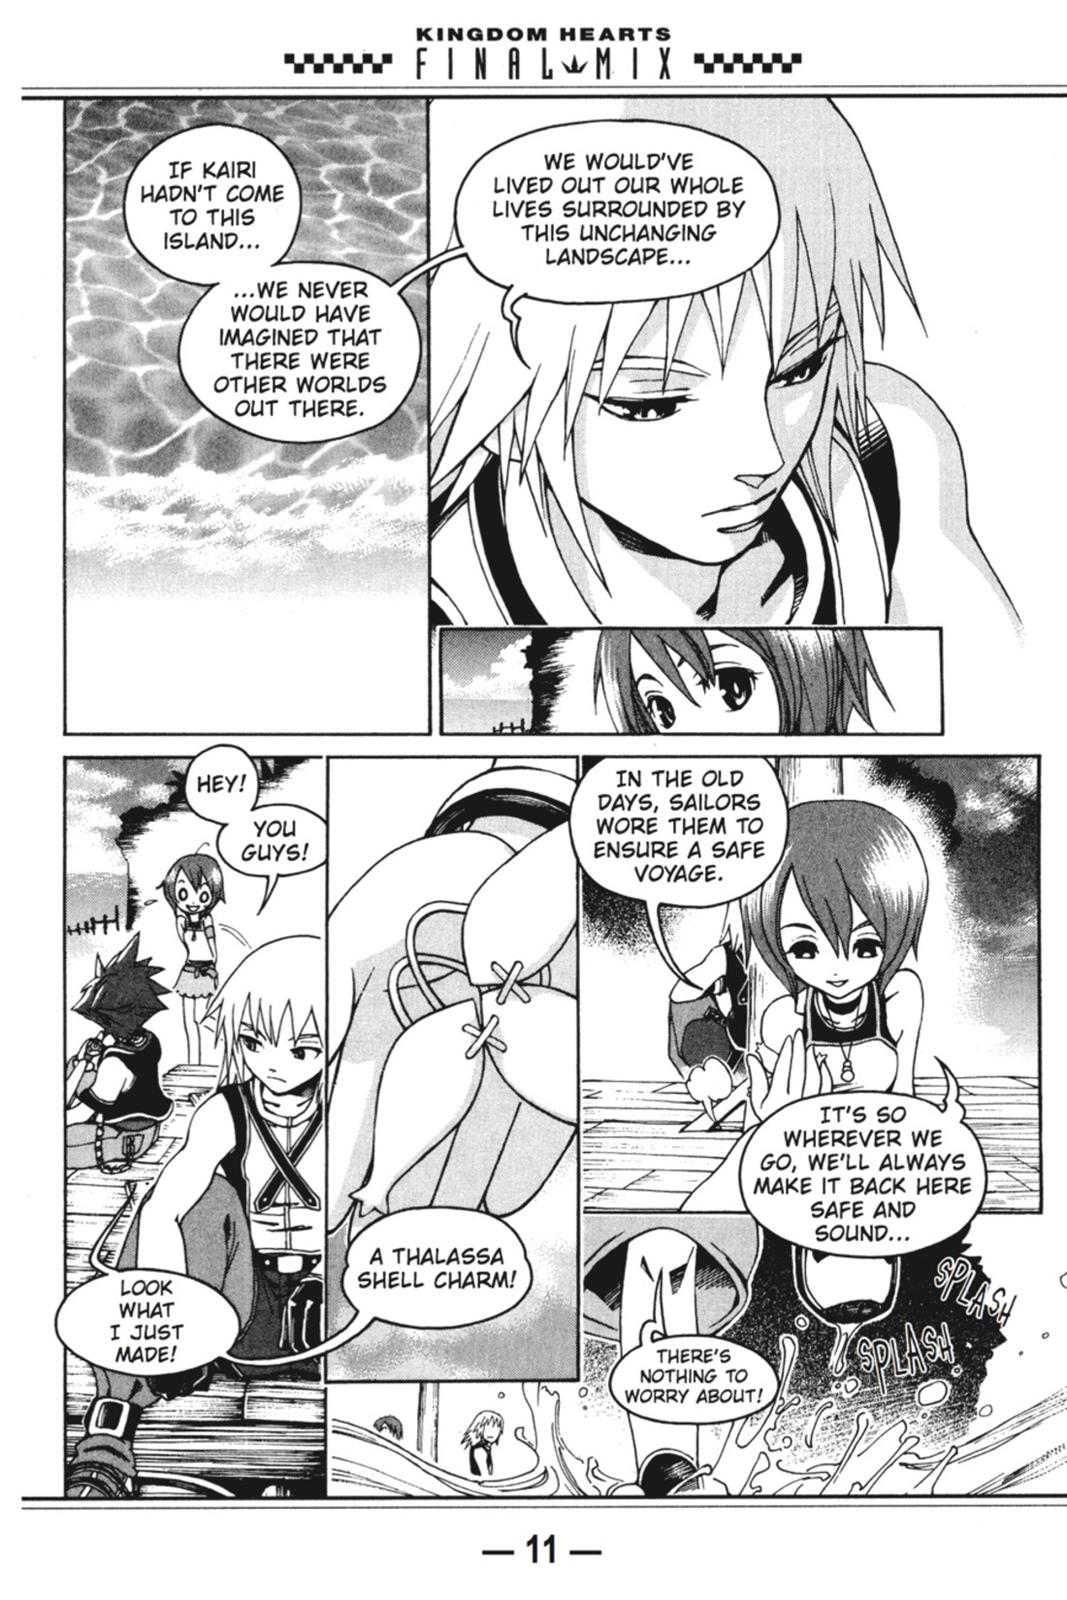 KINGDOM HEARTS
FINAL MIX
IF KAIRI
HADN'T COME
TO THIS
ISLAND...
...WE NEVER
WOULD HAVE
IMAGINED THAT
THERE WERE
OTHER WORLDS
OUT THERE.
WE WOULD'VE
LIVED OUT OUR WHOLE
LIVES SURROUNDED BY
THIS UNCHANGING
LANDSCAPE...
HEY!
YOU
GUYS!
LOOK
WHAT
I JUST
MADE!
A THALASSA
SHELL CHARM!
IN THE OLD
DAYS, SAILORS
WORE THEM TO
ENSURE A SAFE
VOYAGE.
IT'S SO
WHEREVER WE
GO, WE'LL ALWAYS
MAKE IT BACK HERE
SAFE AND
SOUND...
THERE'S
NOTHING TO
WORRY ABOUT!
SPLASH
SPLASH
— 11 —